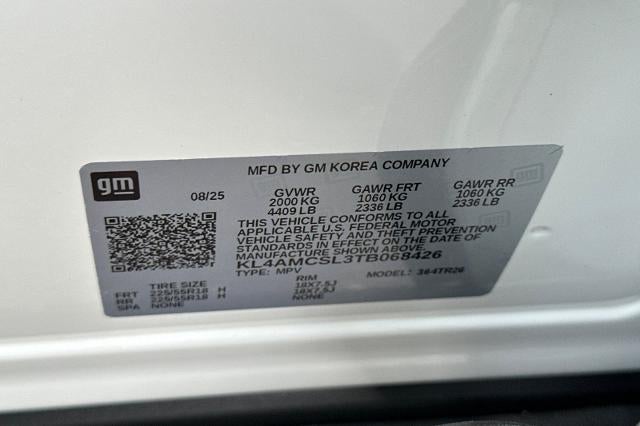 gm
MFD BY GM KOREA COMPANY
08/25 GVWR GAWR FRT GAWR RR
2000 KG 1060 KG 1060 KG
4409 LB 2336 LB 2336 LB
THIS VEHICLE CONFORMS TO ALL
APPLICABLE U.S. FEDERAL MOTOR
VEHICLE SAFETY AND THEFT PREVENTION
STANDARDS IN EFFECT ON THE DATE OF
MANUFACTURE SHOWN ABOVE.
KL4AMCSL3TB068426
TYPE: MPV MODEL: 364TR26
TIRE SIZE RIM
FRT 225/55R18 H 18X7.5J
RR 225/55R18 H 18X7.5J
SPA NONE NONE